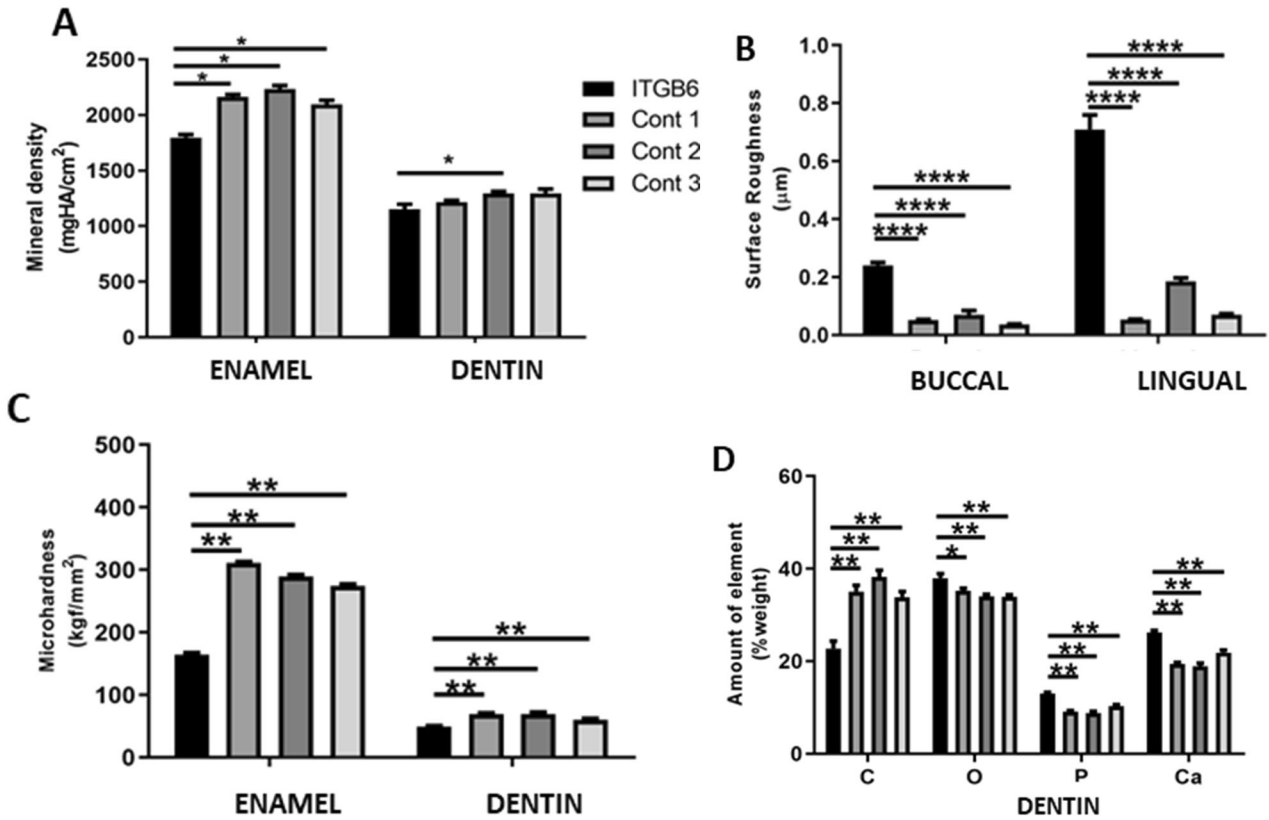 A
Mineral density
(mgHA/cm²)
2500
2000
1500
1000
500
0
*
*
*
*
ENAMEL
DENTIN
ITGB6
Cont 1
Cont 2
Cont 3
B
Surface Roughness
(μm)
1.0
0.8
0.6
0.4
0.2
0.0
****
****
****
****
****
****
BUCCAL
LINGUAL
C
Microhardness
(kgf/mm²)
500
400
300
200
100
0
**
**
**
**
**
**
ENAMEL
DENTIN
D
Amount of element
(%weight)
60
40
20
0
**
**
**
**
**
*
**
**
**
**
**
**
C
O
P
Ca
DENTIN